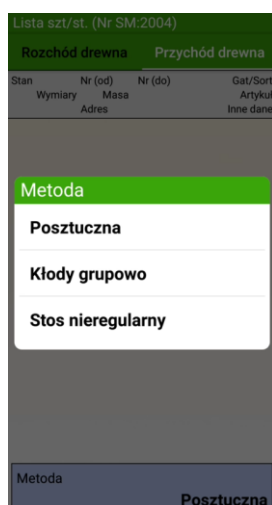 Lista szt/st. (Nr SM:2004)
Rozchód drewna Przychód drewna
Stan Nr (od) Nr (do) Gat/Sort
Wymiary Masa Artykuł
Adres Inne dane
Metoda
Posztuczna
Kłody grupowo
Stos nieregularny
Metoda
Posztuczna